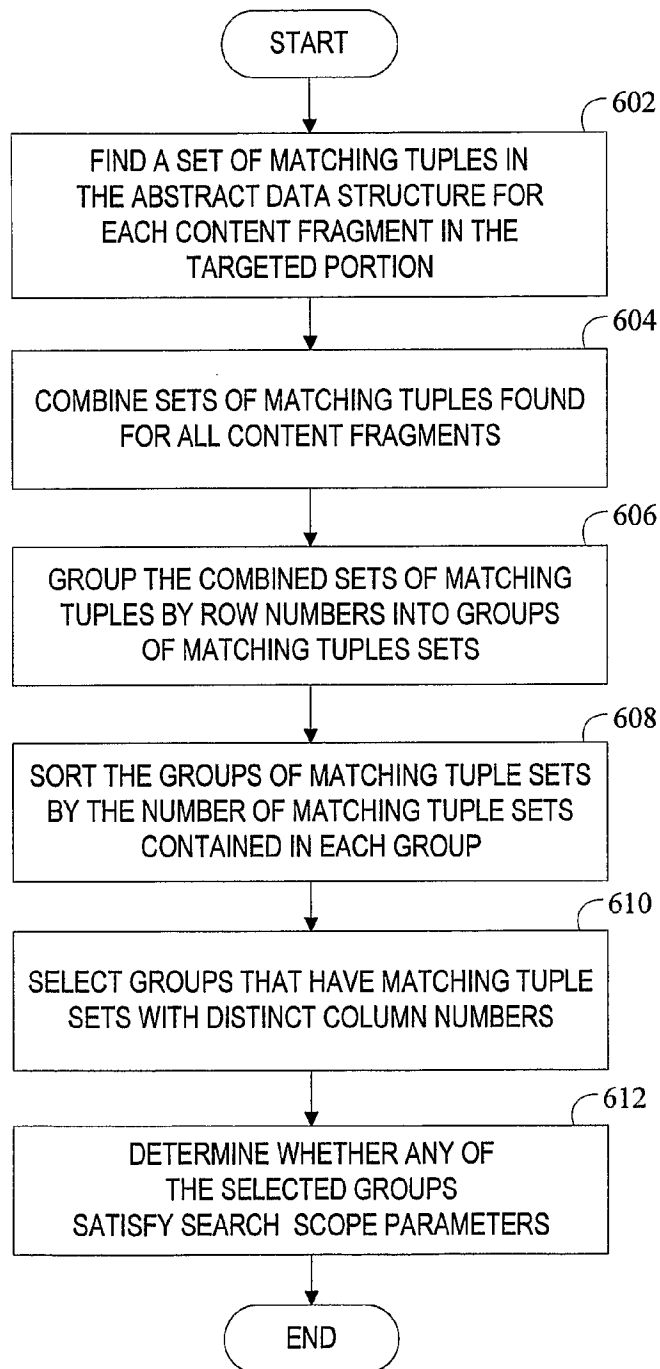 START
602
FIND A SET OF MATCHING TUPLES IN
THE ABSTRACT DATA STRUCTURE FOR
EACH CONTENT FRAGMENT IN THE
TARGETED PORTION
604
COMBINE SETS OF MATCHING TUPLES FOUND
FOR ALL CONTENT FRAGMENTS
606
GROUP THE COMBINED SETS OF MATCHING
TUPLES BY ROW NUMBERS INTO GROUPS
OF MATCHING TUPLES SETS
608
SORT THE GROUPS OF MATCHING TUPLE SETS
BY THE NUMBER OF MATCHING TUPLE SETS
CONTAINED IN EACH GROUP
610
SELECT GROUPS THAT HAVE MATCHING TUPLE
SETS WITH DISTINCT COLUMN NUMBERS
612
DETERMINE WHETHER ANY OF
THE SELECTED GROUPS
SATISFY SEARCH SCOPE PARAMETERS
END